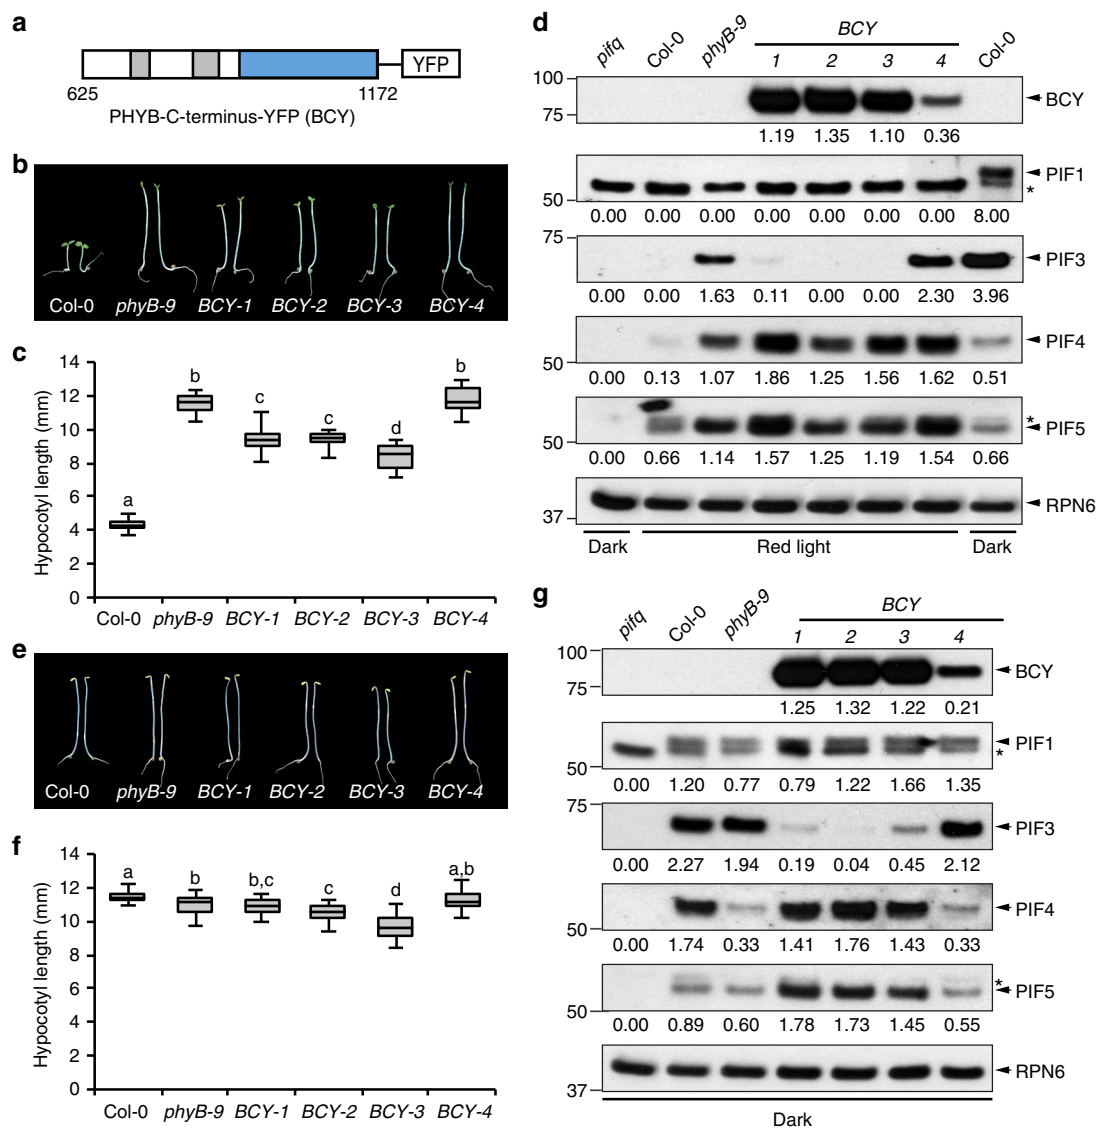 a
YFP
625 1172
PHYB-C-terminus-YFP (BCY)
b
Col-0 phyB-9 BCY-1 BCY-2 BCY-3 BCY-4
c
Hypocotyl length (mm)
14
12
10
8
6
4
2
0
a b c c d b
Col-0 phyB-9 BCY-1 BCY-2 BCY-3 BCY-4
d
pifq Col-0 phyB-9 BCY Col-0
1 2 3 4
100
75
BCY
1.19 1.35 1.10 0.36
PIF1
*
50
0.00 0.00 0.00 0.00 0.00 0.00 0.00 8.00
75
PIF3
0.00 0.00 1.63 0.11 0.00 0.00 2.30 3.96
PIF4
50
0.00 0.13 1.07 1.86 1.25 1.56 1.62 0.51
*
PIF5
50
0.00 0.66 1.14 1.57 1.25 1.19 1.54 0.66
RPN6
37
Dark Red light Dark
e
Col-0 phyB-9 BCY-1 BCY-2 BCY-3 BCY-4
f
Hypocotyl length (mm)
14
12
10
8
6
4
2
0
a b b,c c d a,b
Col-0 phyB-9 BCY-1 BCY-2 BCY-3 BCY-4
g
pifq Col-0 phyB-9 BCY
1 2 3 4
100
75
BCY
1.25 1.32 1.22 0.21
PIF1
*
50
0.00 1.20 0.77 0.79 1.22 1.66 1.35
75
PIF3
0.00 2.27 1.94 0.19 0.04 0.45 2.12
PIF4
50
0.00 1.74 0.33 1.41 1.76 1.43 0.33
*
PIF5
50
0.00 0.89 0.60 1.78 1.73 1.45 0.55
RPN6
37
Dark